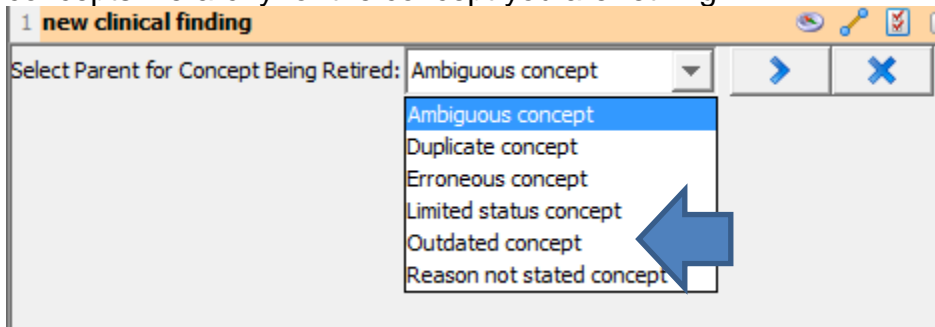 1 new clinical finding
Select Parent for Concept Being Retired: Ambiguous concept
Ambiguous concept
Duplicate concept
Erroneous concept
Limited status concept
Outdated concept
Reason not stated concept